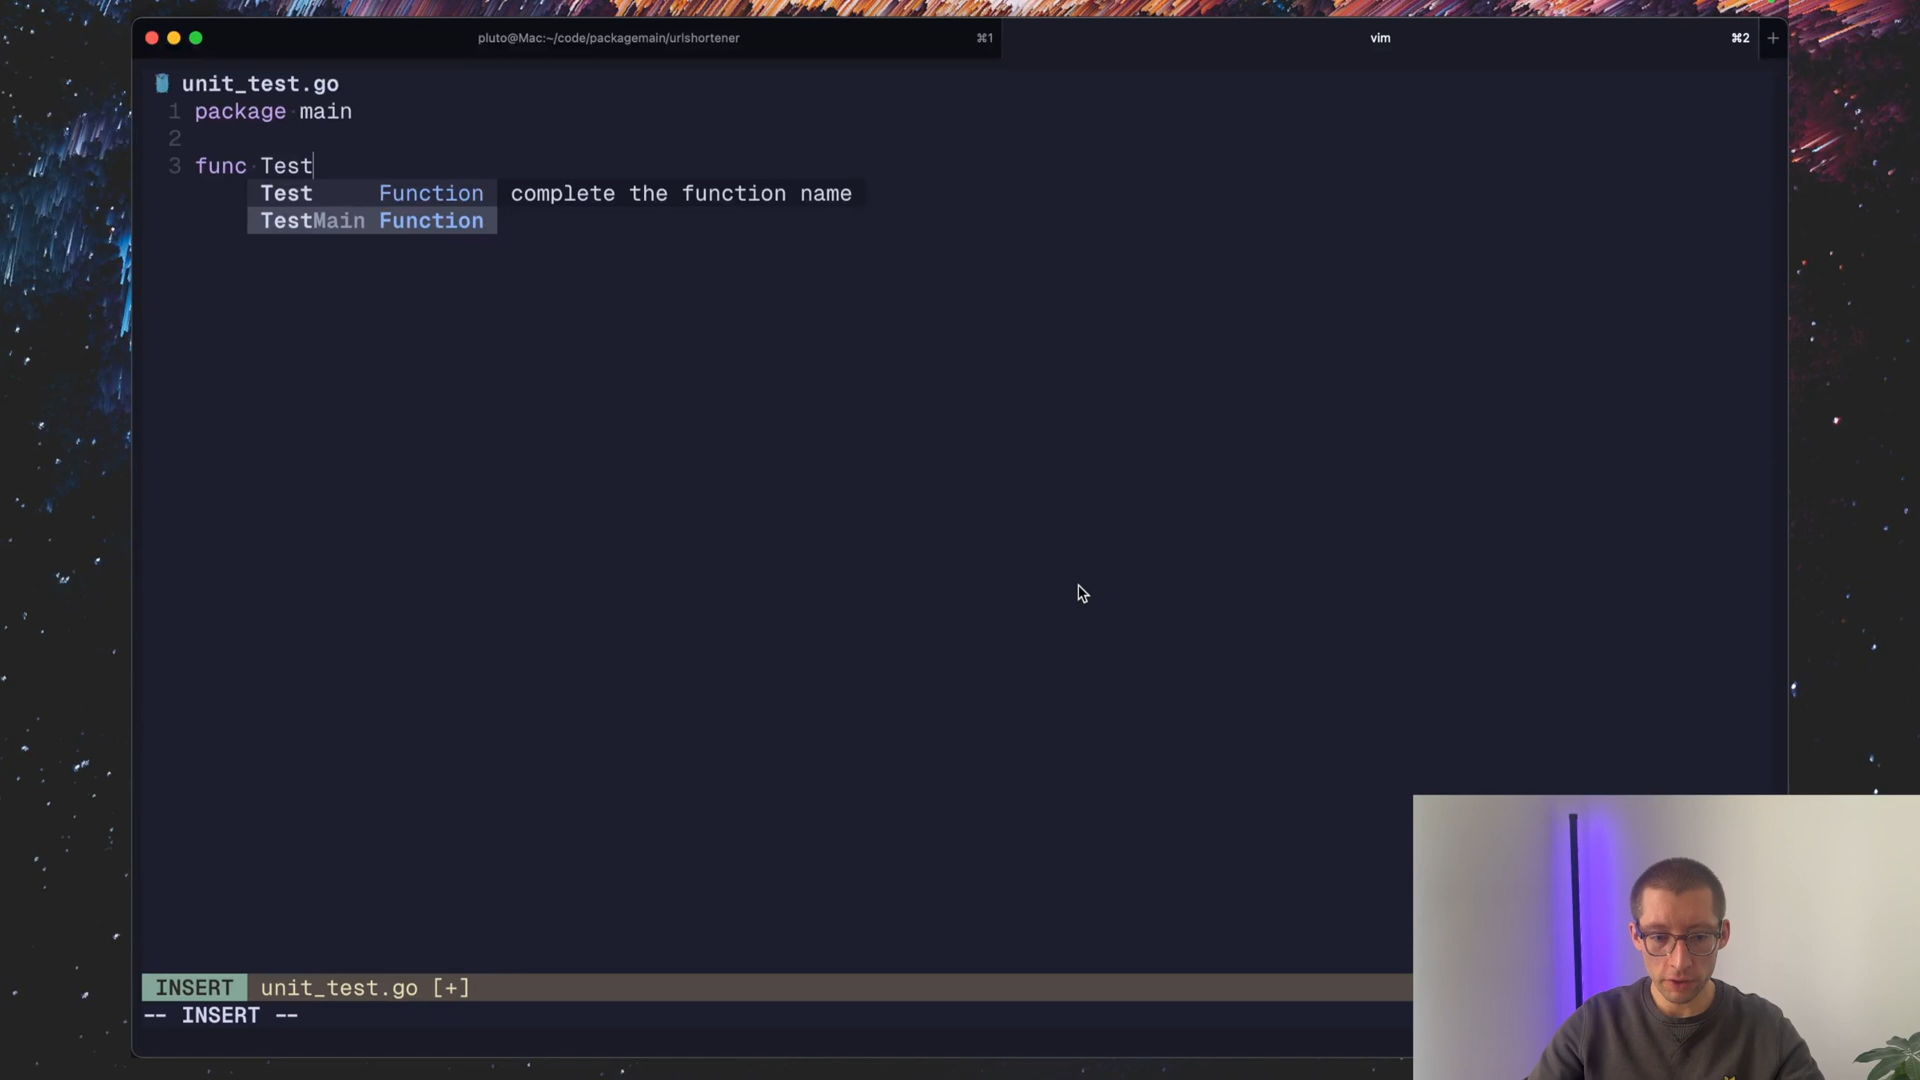 pluto@Mac:~/code/packagemain/urlshortener ⌘1 vim ⌘2 +
unit_test.go
1 package main
2
3 func Test
Test Function complete the function name
TestMain Function
INSERT unit_test.go [+]
-- INSERT --